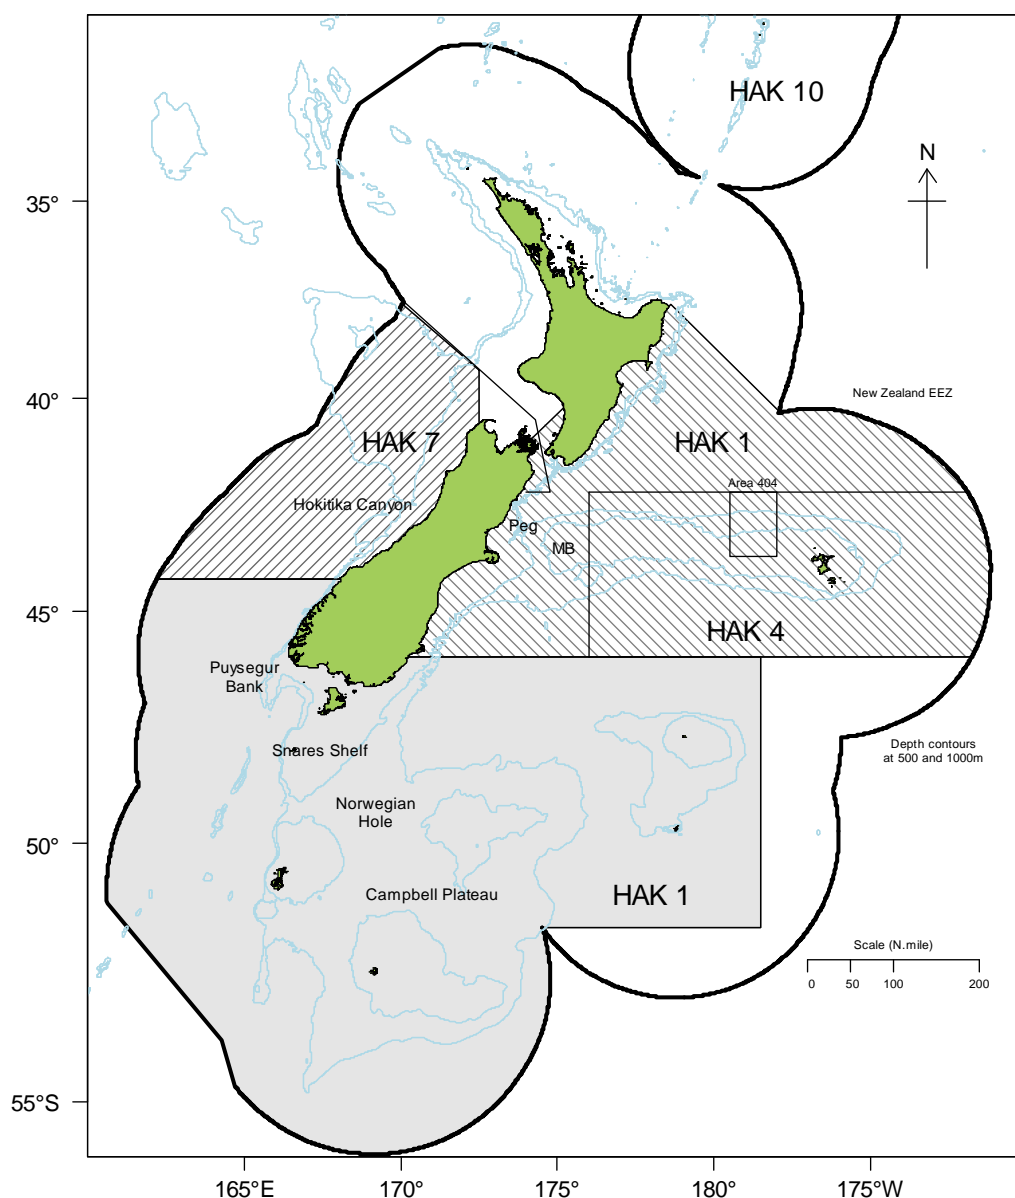 HAK 10
N
35°
40°
New Zealand EEZ
HAK 7
HAK 1
Area 404
Hokitika Canyon
Peg
MB
45°
HAK 4
Puysegur
Bank
Snares Shelf
Depth contours
at 500 and 1000m
Norwegian
Hole
50°
Campbell Plateau
HAK 1
Scale (N.mile)
0 50 100 200
55°S
165°E 170° 175° 180° 175°W